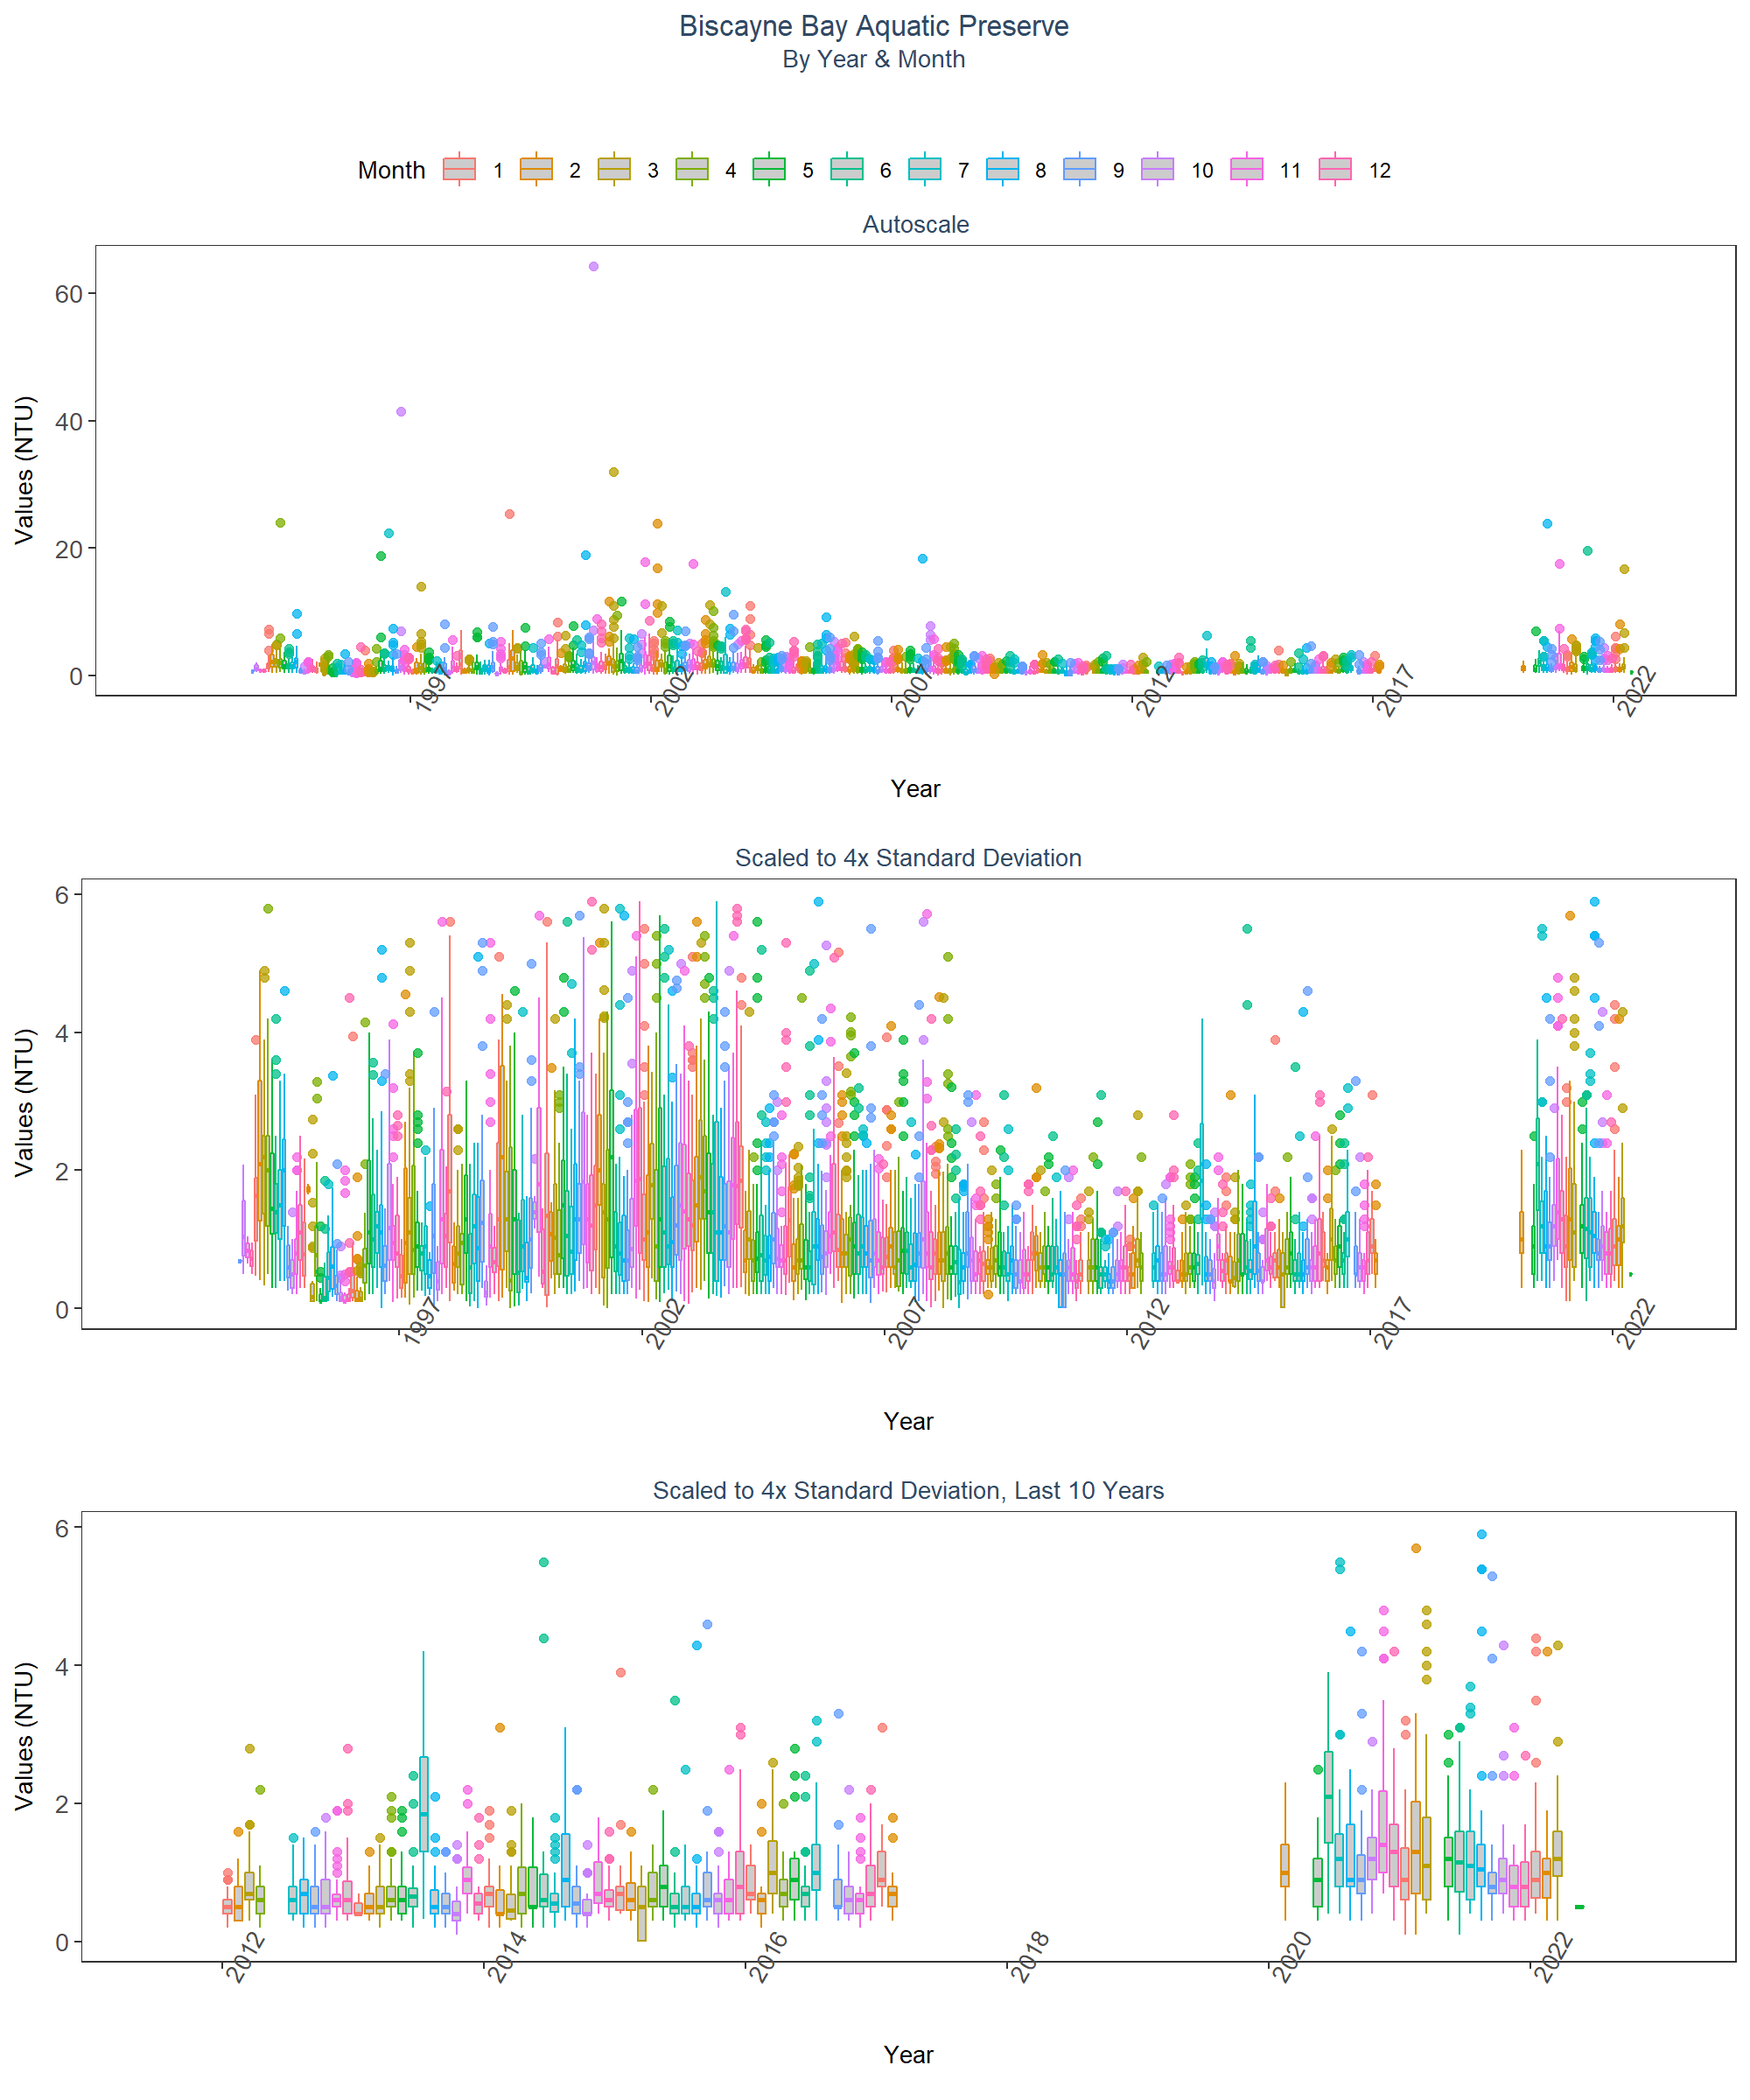 Biscayne Bay Aquatic Preserve
By Year & Month
Month 1 2 3 4 5 6 7 8 9 10 11 12
Autoscale
Values (NTU)
60
40
20
0
1997 2002 2007 2012 2017 2022
Year
Scaled to 4x Standard Deviation
Values (NTU)
6
4
2
0
1997 2002 2007 2012 2017 2022
Year
Scaled to 4x Standard Deviation, Last 10 Years
Values (NTU)
6
4
2
0
2012 2014 2016 2018 2020 2022
Year